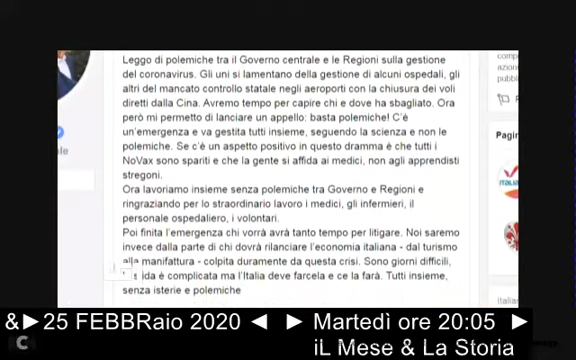 Leggo di polemiche tra il Governo centrale e le Regioni sulla gestione
del coronavirus. Gli uni si lamentano della gestione di alcuni ospedali, gli
altri del mancato controllo statale negli aeroporti con la chiusura dei voli
diretti dalla Cina. Avremo tempo per capire chi e dove ha sbagliato. Ora
però mi permetto di lanciare un appello: basta polemiche! C'è
un'emergenza e va gestita tutti insieme, seguendo la scienza e non le
polemiche. Se c'è un aspetto positivo in questo dramma è che tutti i
NoVax sono spariti e che la gente si affida ai medici, non agli apprendisti
stregoni.
Ora lavoriamo insieme senza polemiche tra Governo e Regioni e
ringraziando per lo straordinario lavoro i medici, gli infermieri, il
personale ospedaliero, i volontari.
Poi finita l'emergenza chi vorrà avrà tanto tempo per litigare. Noi saremo
invece dalla parte di chi dovrà rilanciare l'economia italiana - dal turismo
alla manifattura - colpita duramente da questa crisi. Sono giorni difficili,
è complicata ma l'Italia deve farcela e ce la farà. Tutti insieme,
senza isterie e polemiche
comp
azion
pubbl
Pagin
ITALIA
Italian
&►25 FEBBRaio 2020 ◄ ► Martedì ore 20:05 ►
iL Mese & La Storia